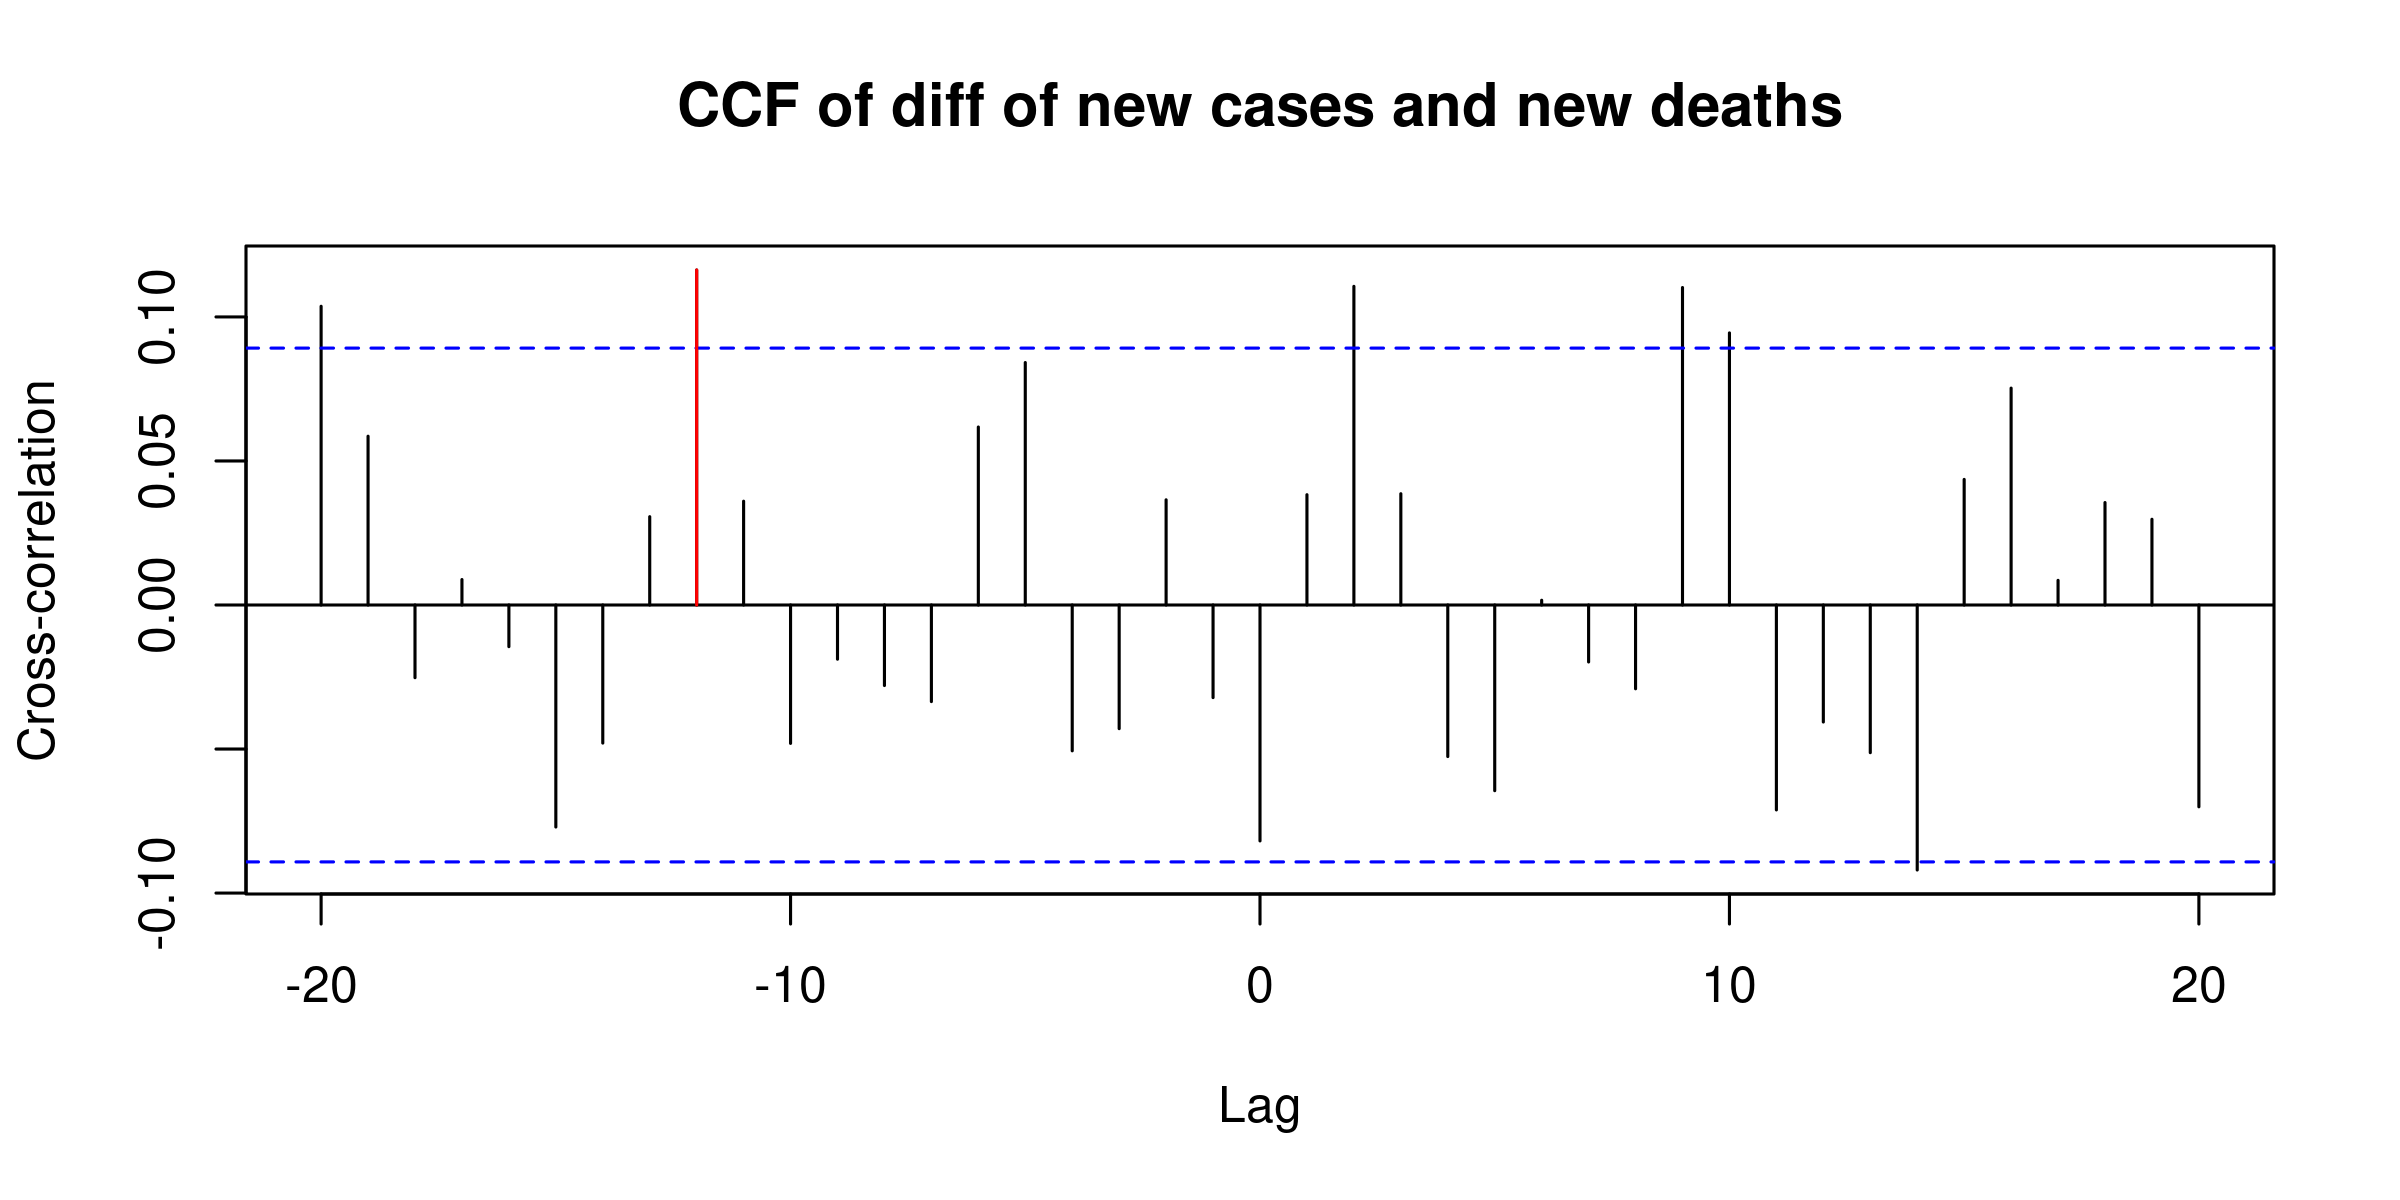 CCF of diff of new cases and new deaths
Cross-correlation
0.10
0.05
0.00
-0.10
-20 -10 0 10 20
Lag